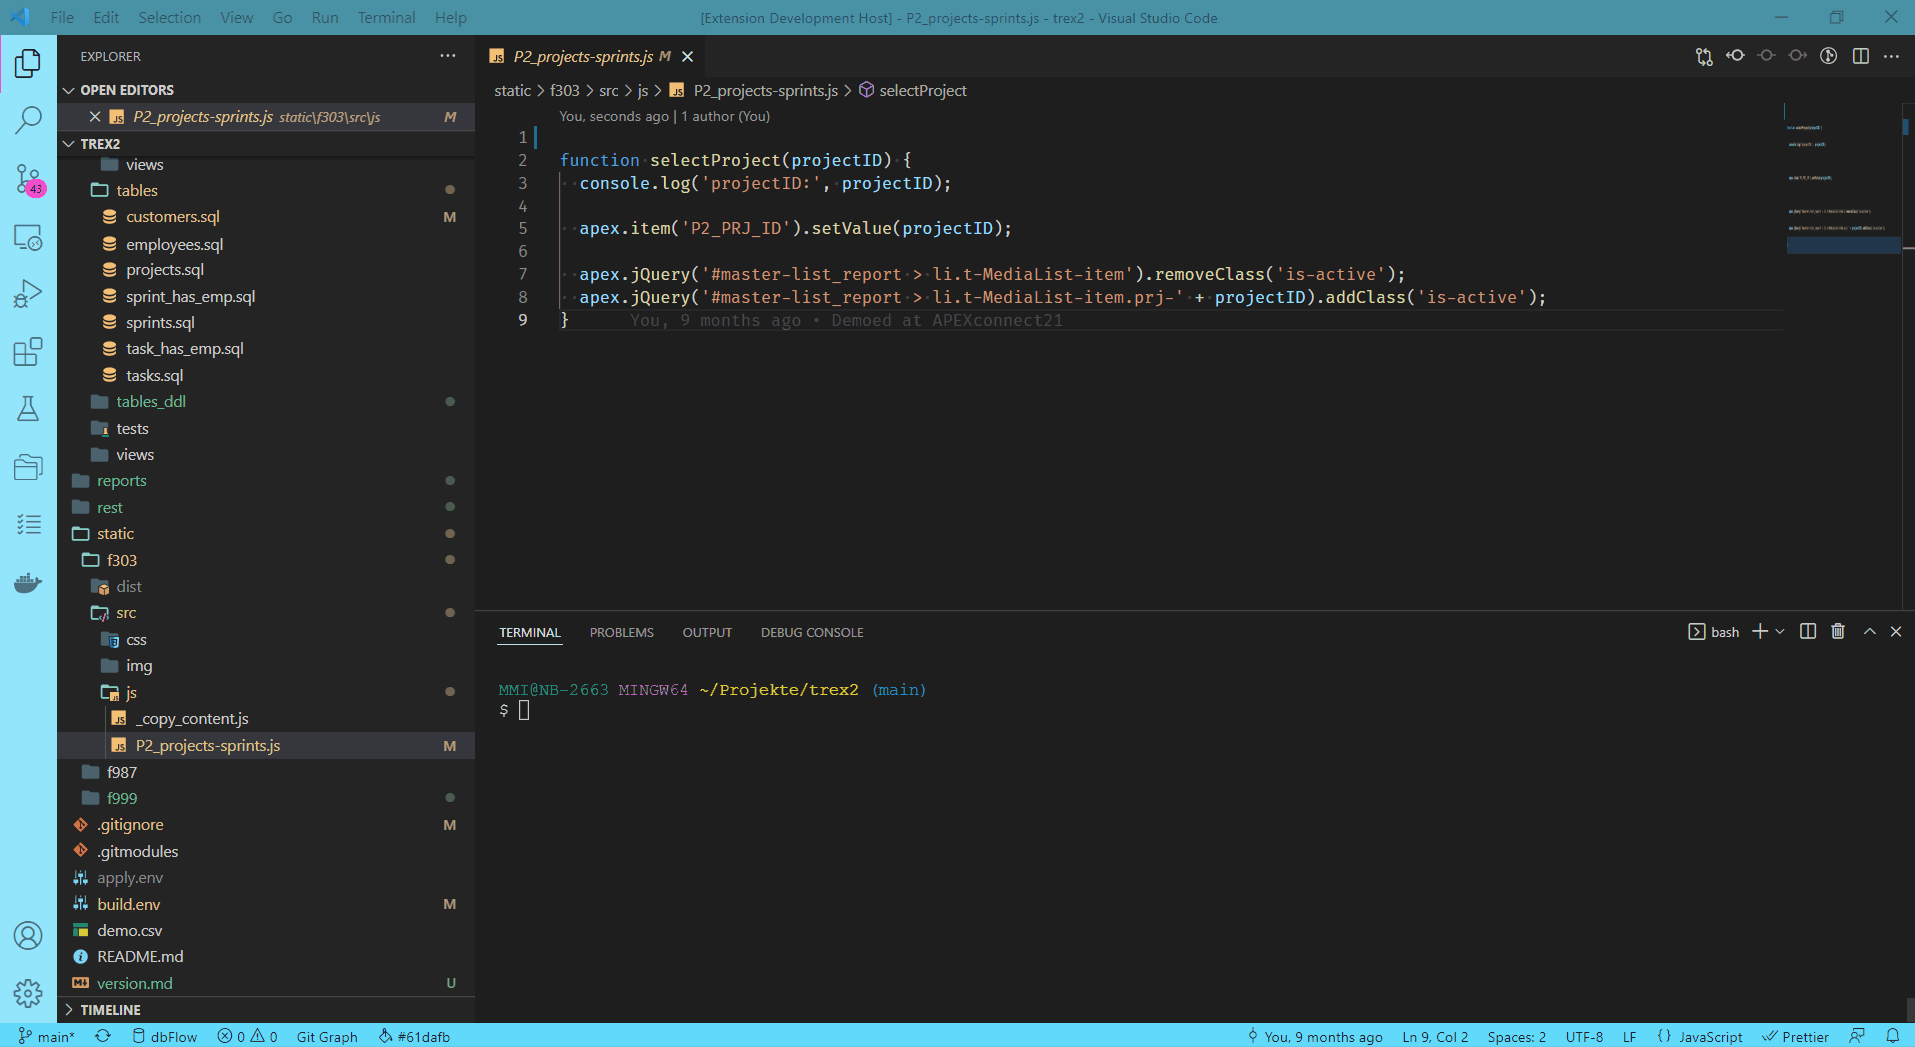 File Edit Selection View Go Run Terminal Help
[Extension Development Host] - P2_projects-sprints.js - trex2 - Visual Studio Code
EXPLORER
OPEN EDITORS
P2_projects-sprints.js static\f303\src\js M
TREX2
views
tables
customers.sql M
employees.sql
projects.sql
sprint_has_emp.sql
sprints.sql
task_has_emp.sql
tasks.sql
tables_ddl
tests
views
reports
rest
static
f303
dist
src
css
img
js
_copy_content.js
P2_projects-sprints.js M
f987
f999
.gitignore M
.gitmodules
apply.env
build.env M
demo.csv
README.md
version.md U
TIMELINE
43
P2_projects-sprints.js M
static > f303 > src > js > P2_projects-sprints.js > selectProject
You, seconds ago | 1 author (You)
1
2 function selectProject(projectID) {
3 console.log('projectID:', projectID);
4
5 apex.item('P2_PRJ_ID').setValue(projectID);
6
7 apex.jQuery('#master-list_report > li.t-MediaList-item').removeClass('is-active');
8 apex.jQuery('#master-list_report > li.t-MediaList-item.prj-' + projectID).addClass('is-active');
9 } You, 9 months ago • Demoed at APEXconnect21
TERMINAL PROBLEMS OUTPUT DEBUG CONSOLE
bash
MMI@NB-2663 MINGW64 ~/Projekte/trex2 (main)
$
main* dbFlow 0 0 Git Graph #61dafb
You, 9 months ago Ln 9, Col 2 Spaces: 2 UTF-8 LF {} JavaScript Prettier